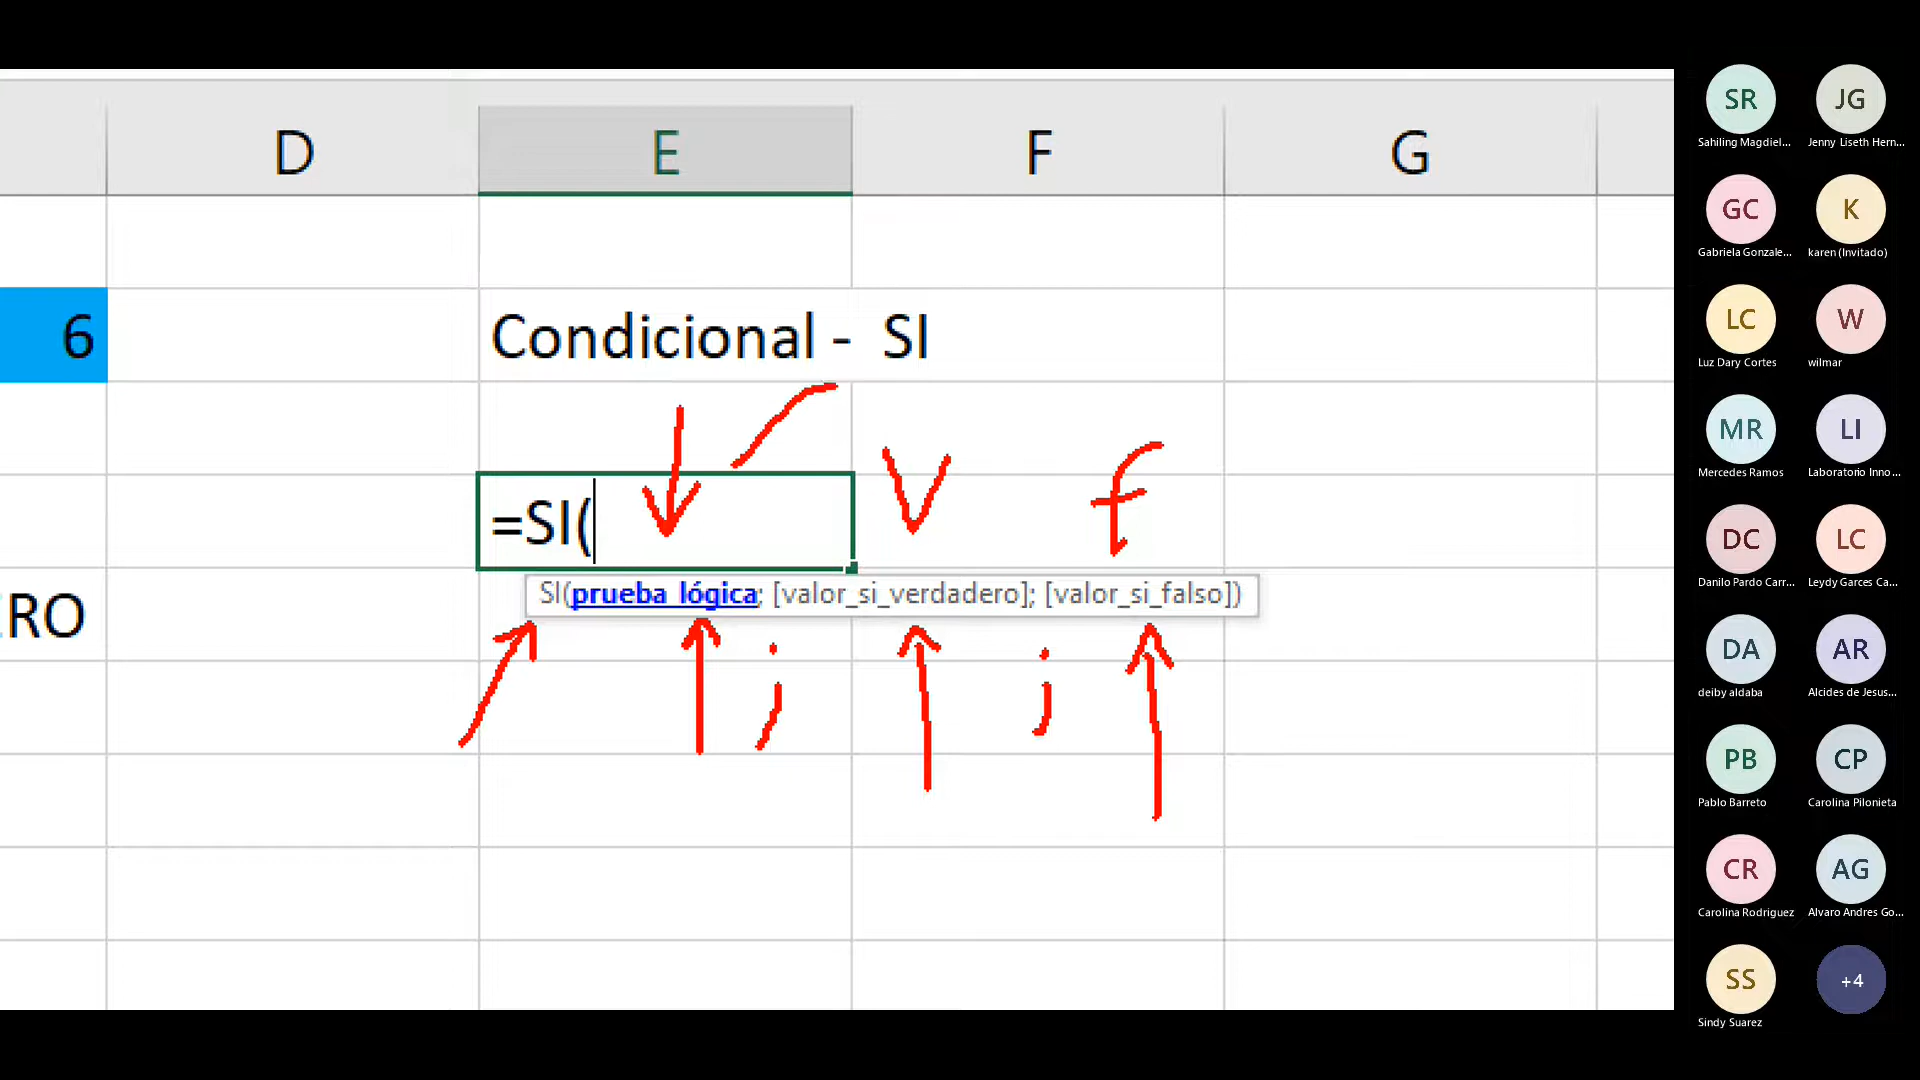 D E F G
6
Condicional - SI
V f
=SI(
SI(prueba_lógica; [valor_si_verdadero]; [valor_si_falso])
ERO
; ;
SR JG
Sahiling Magdiel... Jenny Liseth Hern...
GC K
Gabriela Gonzale... karen (Invitado)
LC W
Luz Dary Cortes wilmar
MR LI
Mercedes Ramos Laboratorio Inno...
DC LC
Danilo Pardo Carr... Leydy Garces Ca...
DA AR
deiby aldaba Alcides de Jesus...
PB CP
Pablo Barreto Carolina Pilonieta
CR AG
Carolina Rodriguez Alvaro Andres Go...
SS +4
Sindy Suarez